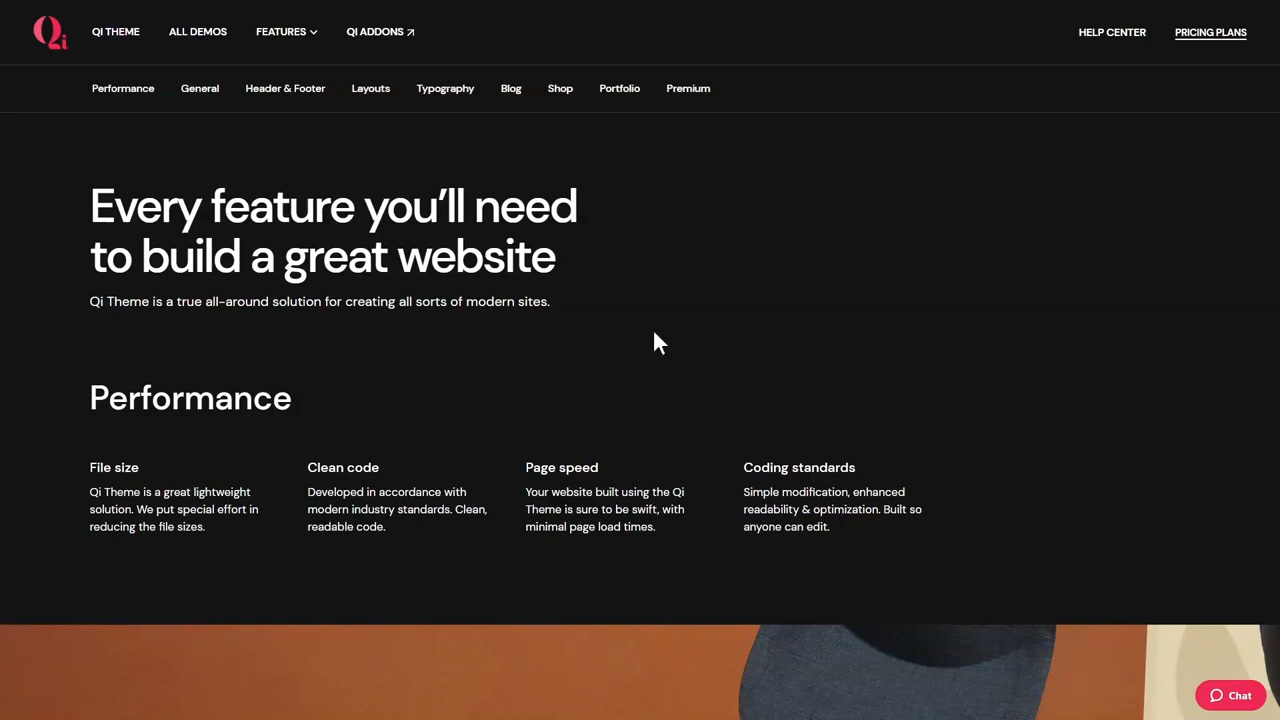 Qi
QI THEME
ALL DEMOS
FEATURES
QI ADDONS
HELP CENTER
PRICING PLANS
Performance
General
Header & Footer
Layouts
Typography
Blog
Shop
Portfolio
Premium
Every feature you’ll need
to build a great website
Qi Theme is a true all-around solution for creating all sorts of modern sites.
Performance
File size
Qi Theme is a great lightweight
solution. We put special effort in
reducing the file sizes.
Clean code
Developed in accordance with
modern industry standards. Clean,
readable code.
Page speed
Your website built using the Qi
Theme is sure to be swift, with
minimal page load times.
Coding standards
Simple modification, enhanced
readability & optimization. Built so
anyone can edit.
Chat